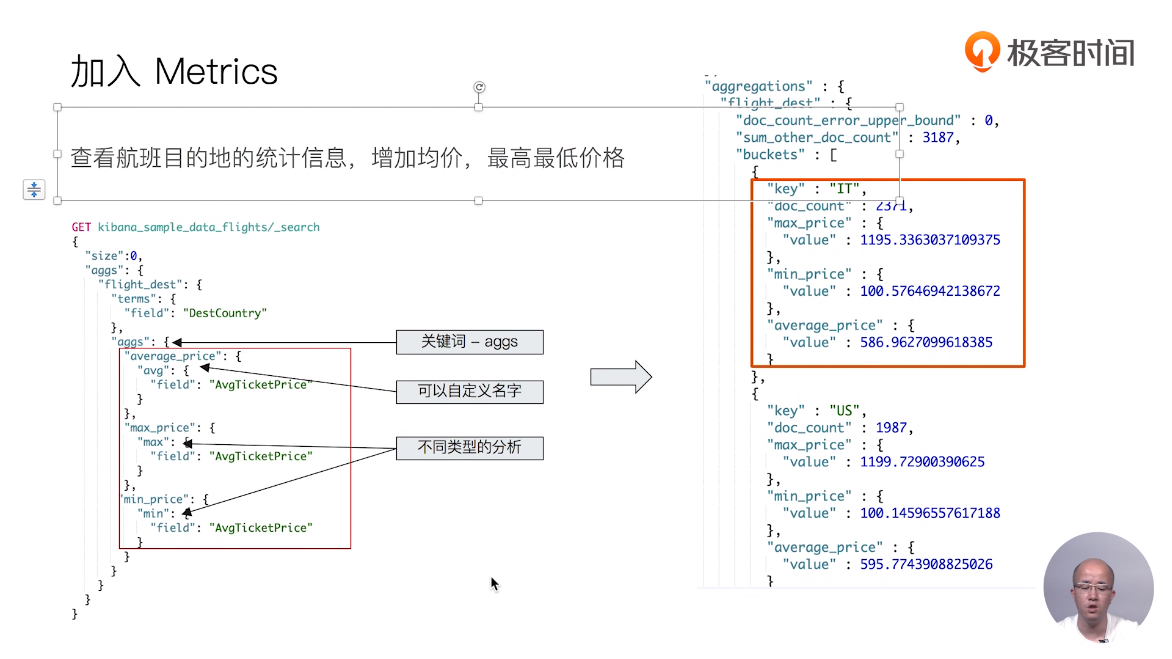 加入 Metrics
极客时间
查看航班目的地的统计信息，增加均价，最高最低价格
GET kibana_sample_data_flights/_search
{
"size":0,
"aggs": {
"flight_dest": {
"terms": {
"field": "DestCountry"
},
"aggs": {
"average_price": {
"avg": {
"field": "AvgTicketPrice"
}
},
"max_price": {
"max": {
"field": "AvgTicketPrice"
}
},
"min_price": {
"min": {
"field": "AvgTicketPrice"
}
}
}
}
}
}
关键词 – aggs
可以自定义名字
不同类型的分析
"aggregations" : {
"flight_dest" : {
"doc_count_error_upper_bound" : 0,
"sum_other_doc_count" : 3187,
"buckets" : [
{
"key" : "IT",
"doc_count" : 2371,
"max_price" : {
"value" : 1195.3363037109375
},
"min_price" : {
"value" : 100.57646942138672
},
"average_price" : {
"value" : 586.9627099618385
}
},
{
"key" : "US",
"doc_count" : 1987,
"max_price" : {
"value" : 1199.72900390625
},
"min_price" : {
"value" : 100.14596557617188
},
"average_price" : {
"value" : 595.7743908825026
}